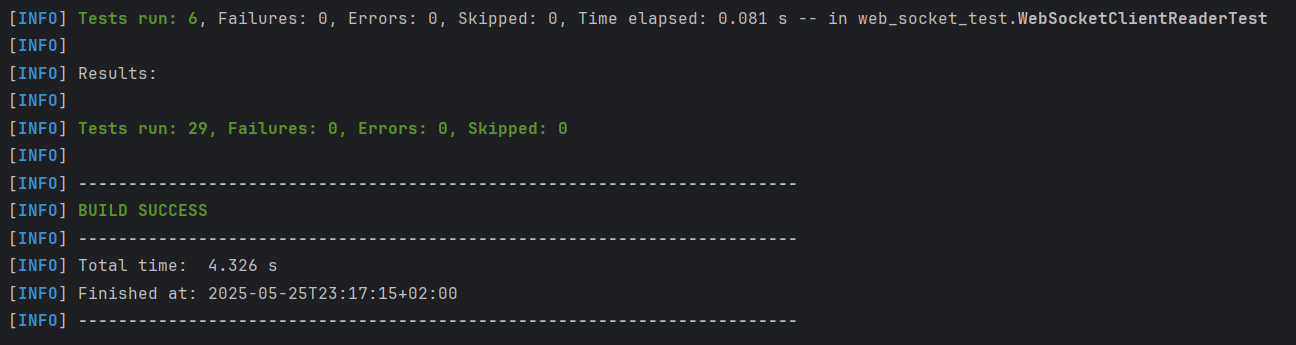 [INFO] Tests run: 6, Failures: 0, Errors: 0, Skipped: 0, Time elapsed: 0.081 s -- in web_socket_test.WebSocketClientReaderTest
[INFO]
[INFO] Results:
[INFO]
[INFO] Tests run: 29, Failures: 0, Errors: 0, Skipped: 0
[INFO]
[INFO] ------------------------------------------------------------------------
[INFO] BUILD SUCCESS
[INFO] ------------------------------------------------------------------------
[INFO] Total time:  4.326 s
[INFO] Finished at: 2025-05-25T23:17:15+02:00
[INFO] ------------------------------------------------------------------------